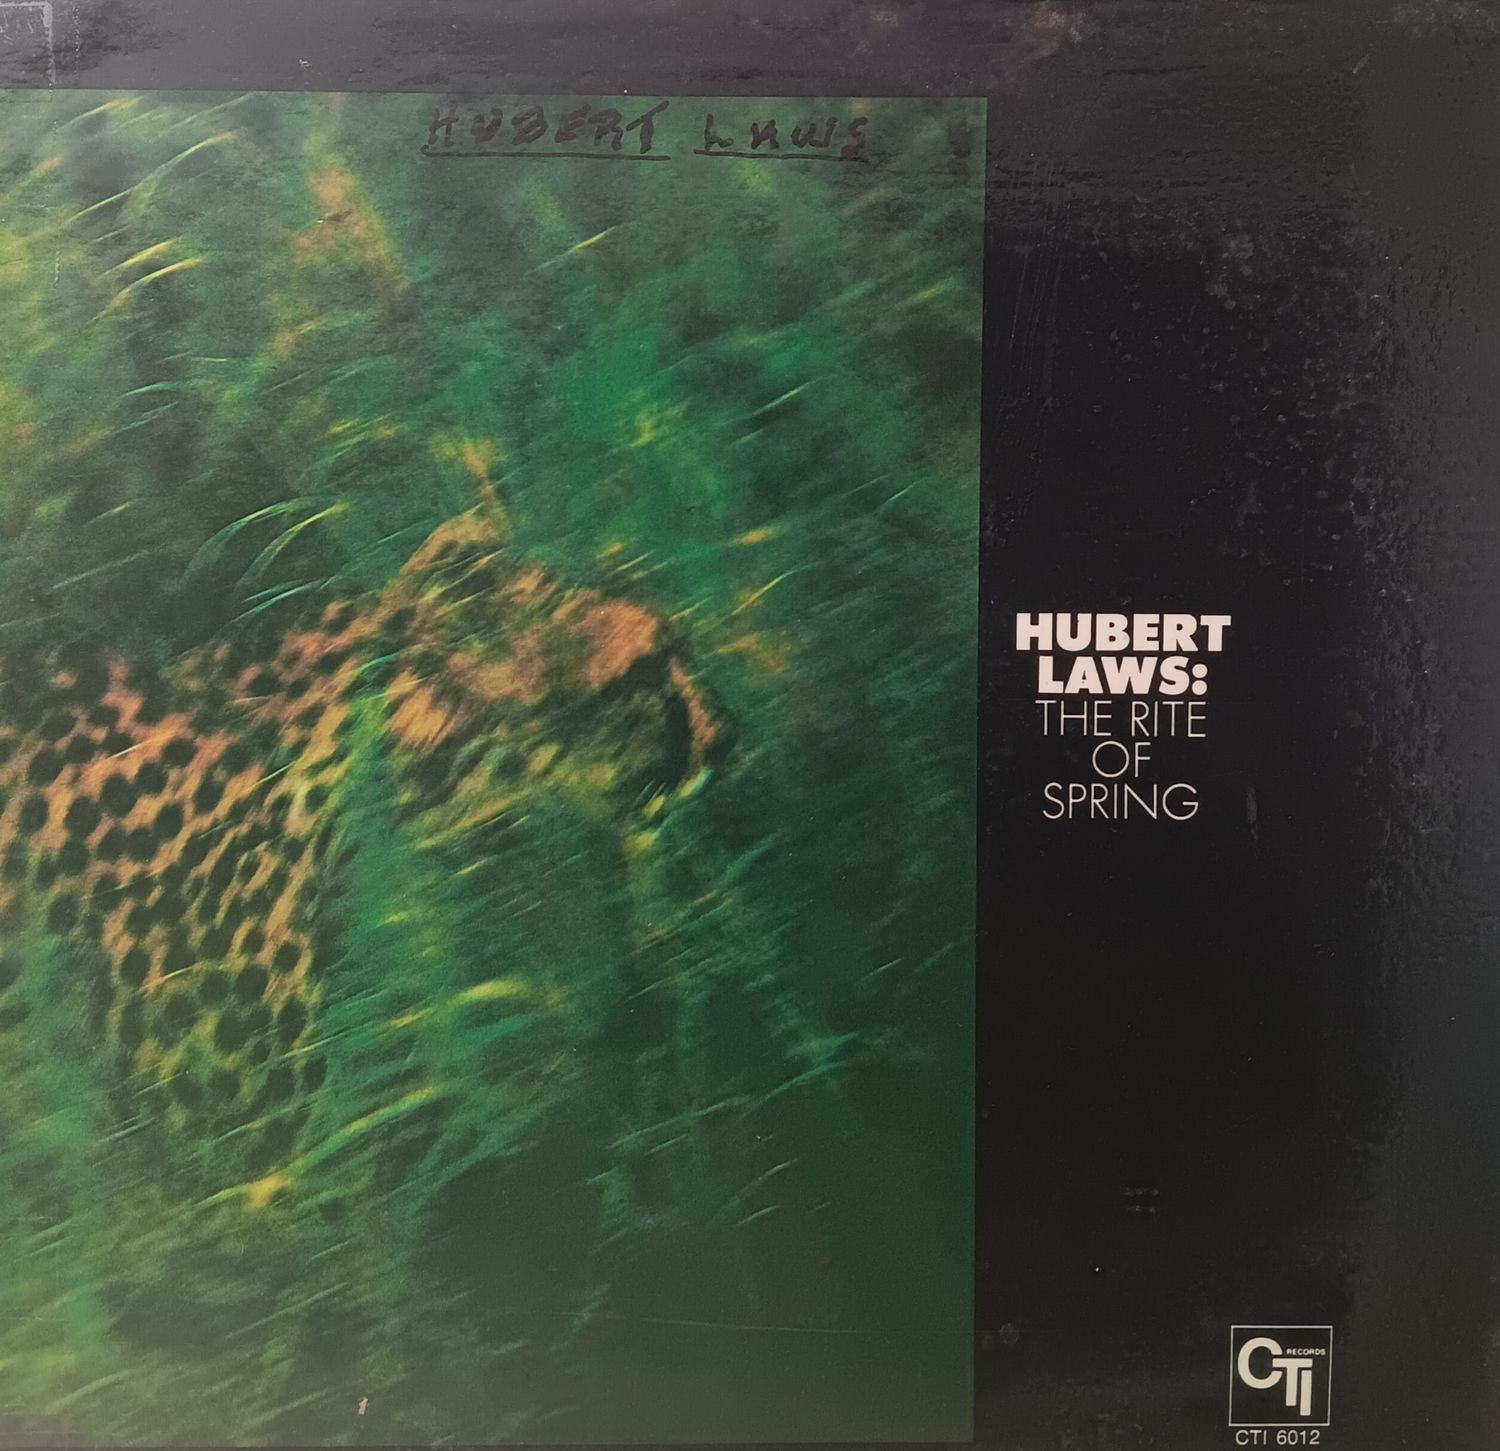 HUBERT LAWS
HUBERT
LAWS:
THE RITE
OF
SPRING
CTI RECORDS
CTI 6012